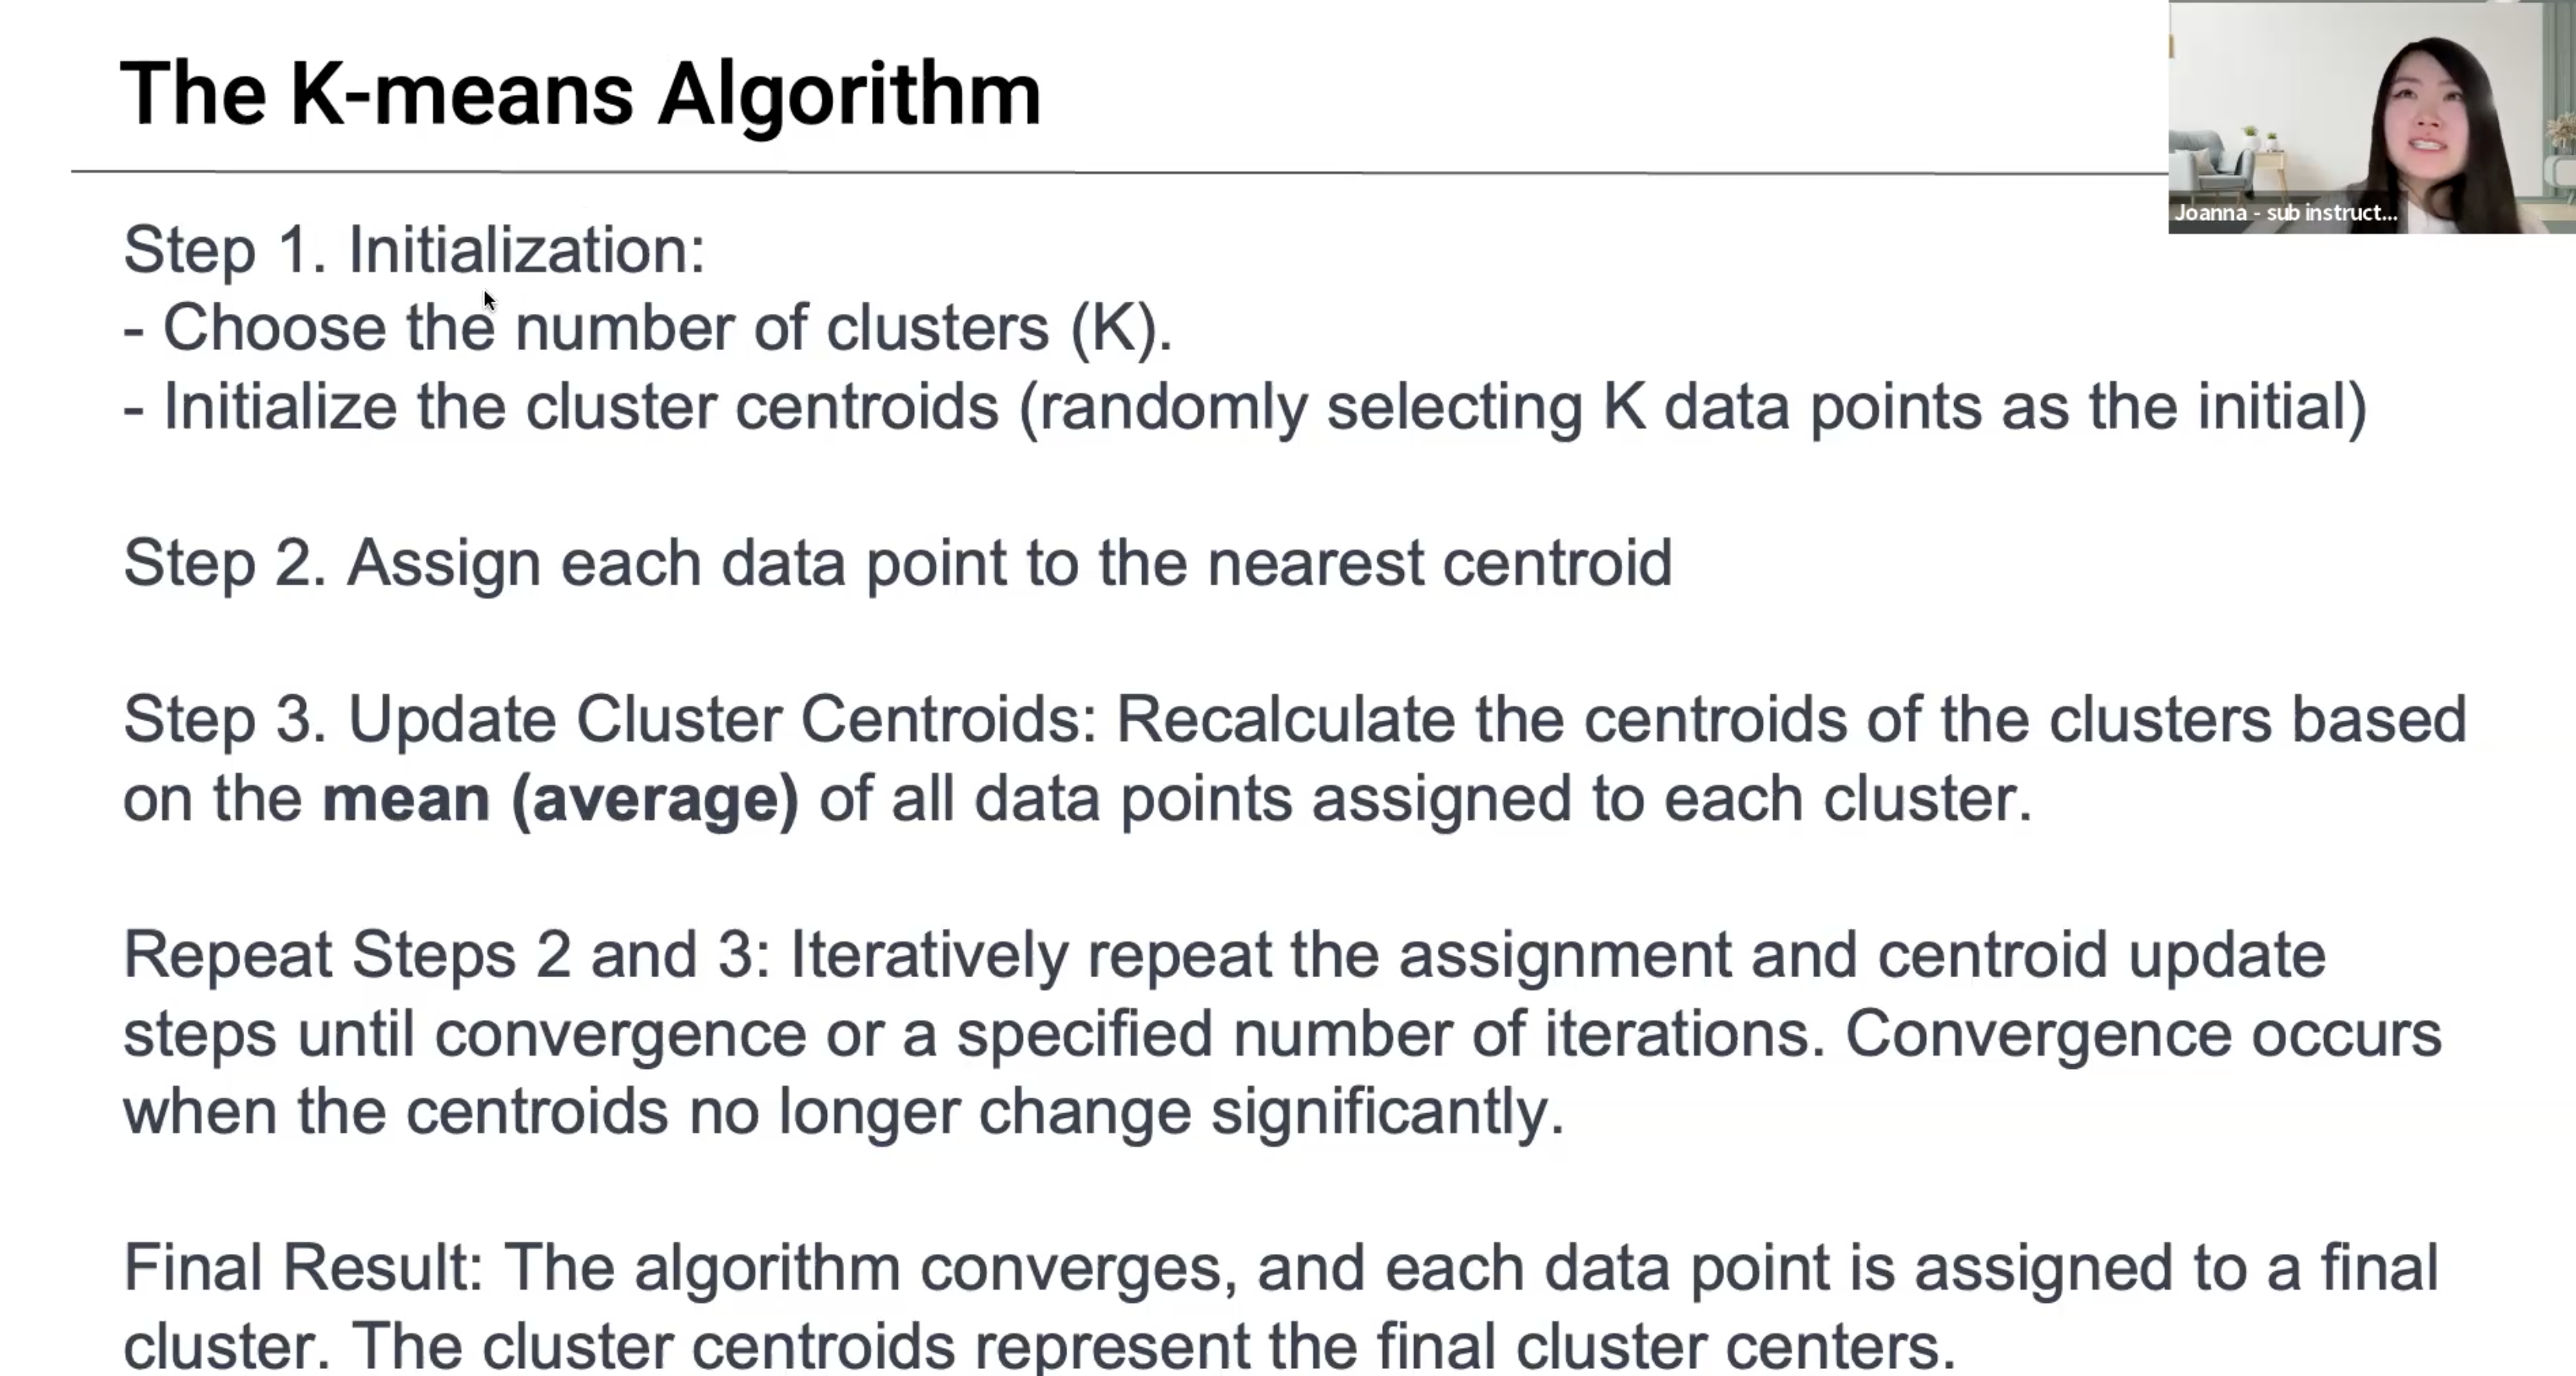 The K-means Algorithm
Joanna - sub instruct...
Step 1. Initialization:
- Choose the number of clusters (K).
- Initialize the cluster centroids (randomly selecting K data points as the initial)
Step 2. Assign each data point to the nearest centroid
Step 3. Update Cluster Centroids: Recalculate the centroids of the clusters based
on the mean (average) of all data points assigned to each cluster.
Repeat Steps 2 and 3: Iteratively repeat the assignment and centroid update
steps until convergence or a specified number of iterations. Convergence occurs
when the centroids no longer change significantly.
Final Result: The algorithm converges, and each data point is assigned to a final
cluster. The cluster centroids represent the final cluster centers.